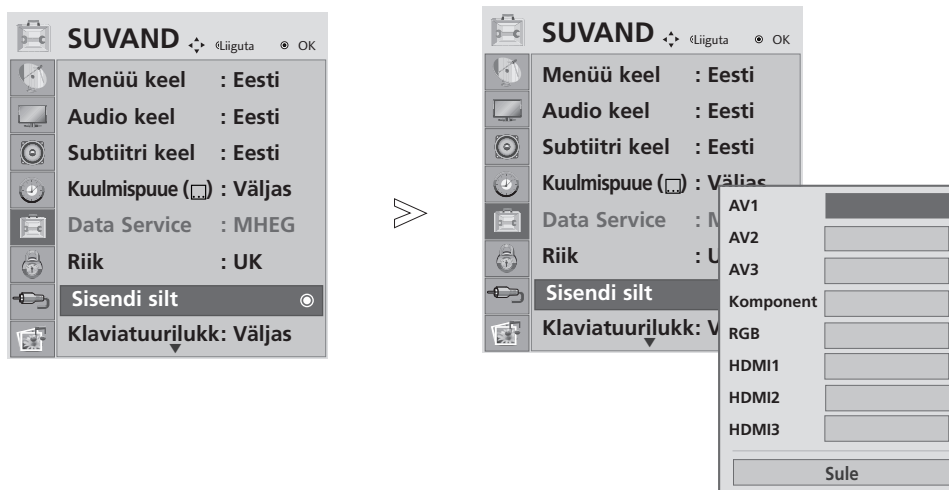 SUVAND Liiguta OK
Menüü keel : Eesti
Audio keel : Eesti
Subtiitri keel : Eesti
Kuulmispuue ( ) : Väljas
Data Service : MHEG
Riik : UK
Sisendi silt
Klaviatuurilukk: Väljas
SUVAND Liiguta OK
Menüü keel : Eesti
Audio keel : Eesti
Subtiitri keel : Eesti
Kuulmispuue ( ) : Väljas
Data Service : M
Riik : U
Sisendi silt
Klaviatuurilukk: V
AV1
AV2
AV3
Komponent
RGB
HDMI1
HDMI2
HDMI3
Sule